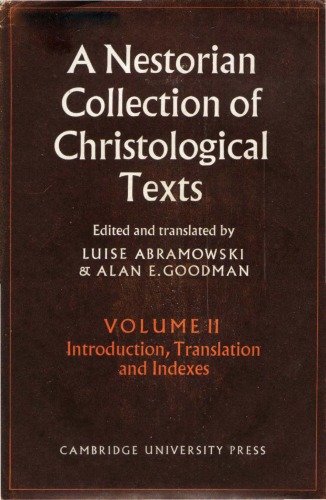 A Nestorian
Collection of
Christological
Texts
Edited and translated by
LUISE ABRAMOWSKI
& ALAN E. GOODMAN
VOLUME II
Introduction, Translation
and Indexes
CAMBRIDGE UNIVERSITY PRESS